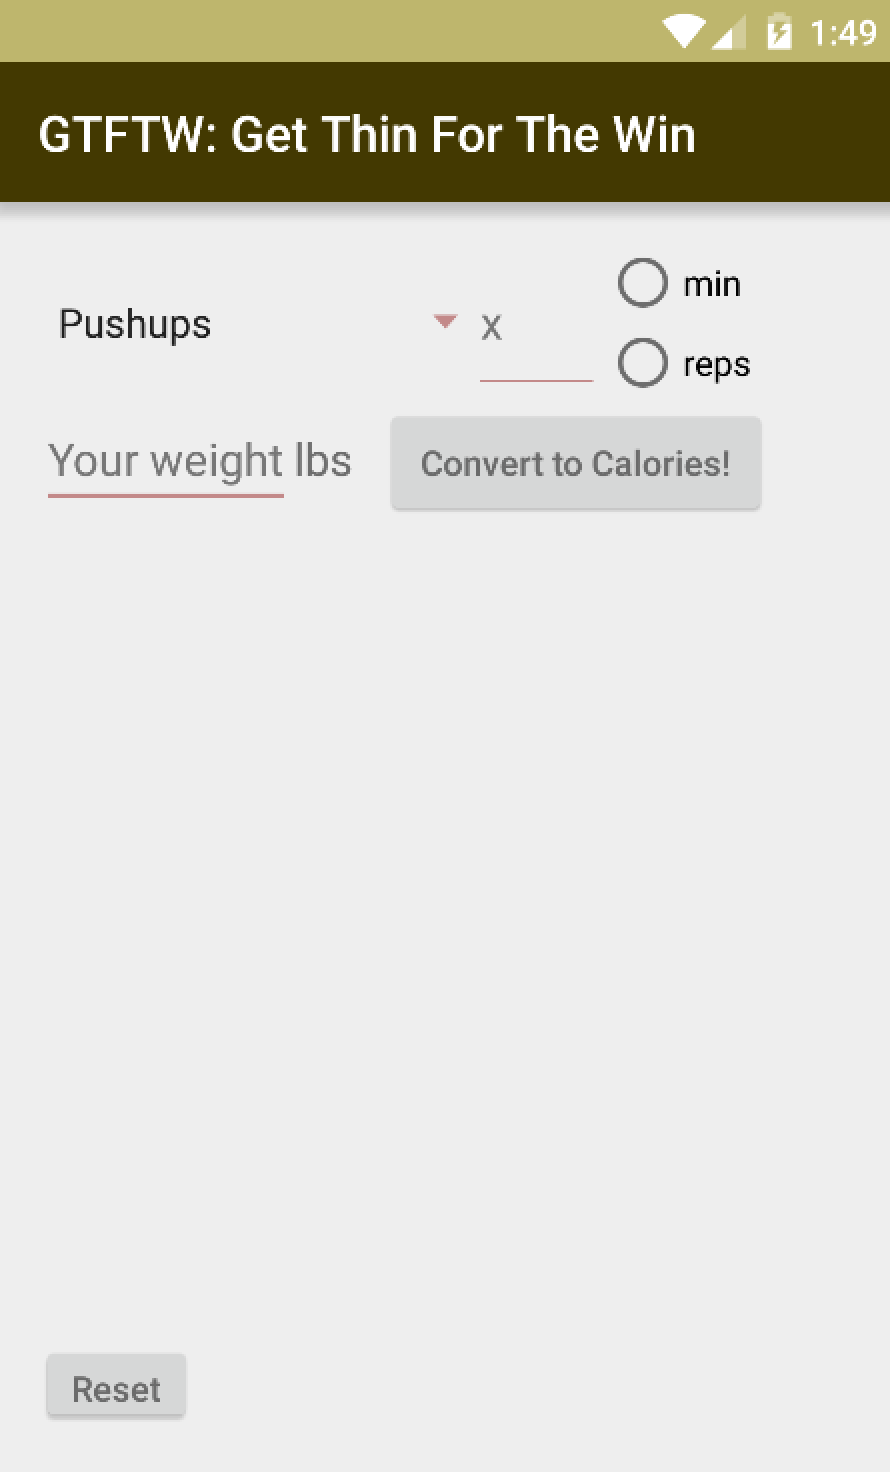 1:49
GTFTW: Get Thin For The Win
Pushups
x
min
reps
Your weight lbs
Convert to Calories!
Reset